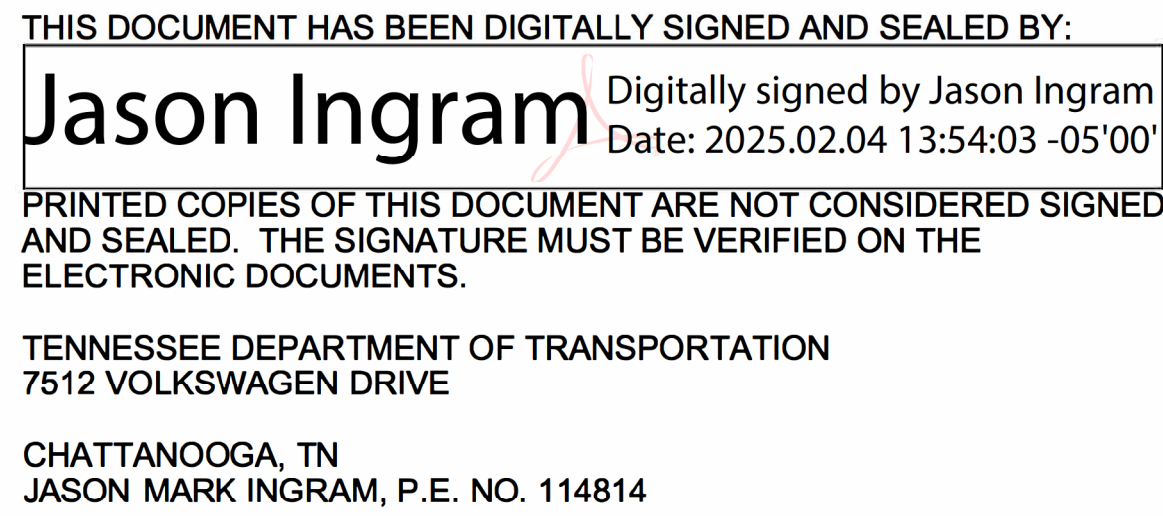 THIS DOCUMENT HAS BEEN DIGITALLY SIGNED AND SEALED BY:
Jason Ingram
Digitally signed by Jason Ingram
Date: 2025.02.04 13:54:03 -05'00'
PRINTED COPIES OF THIS DOCUMENT ARE NOT CONSIDERED SIGNED
AND SEALED.  THE SIGNATURE MUST BE VERIFIED ON THE
ELECTRONIC DOCUMENTS.
TENNESSEE DEPARTMENT OF TRANSPORTATION
7512 VOLKSWAGEN DRIVE
CHATTANOOGA, TN
JASON MARK INGRAM, P.E. NO. 114814